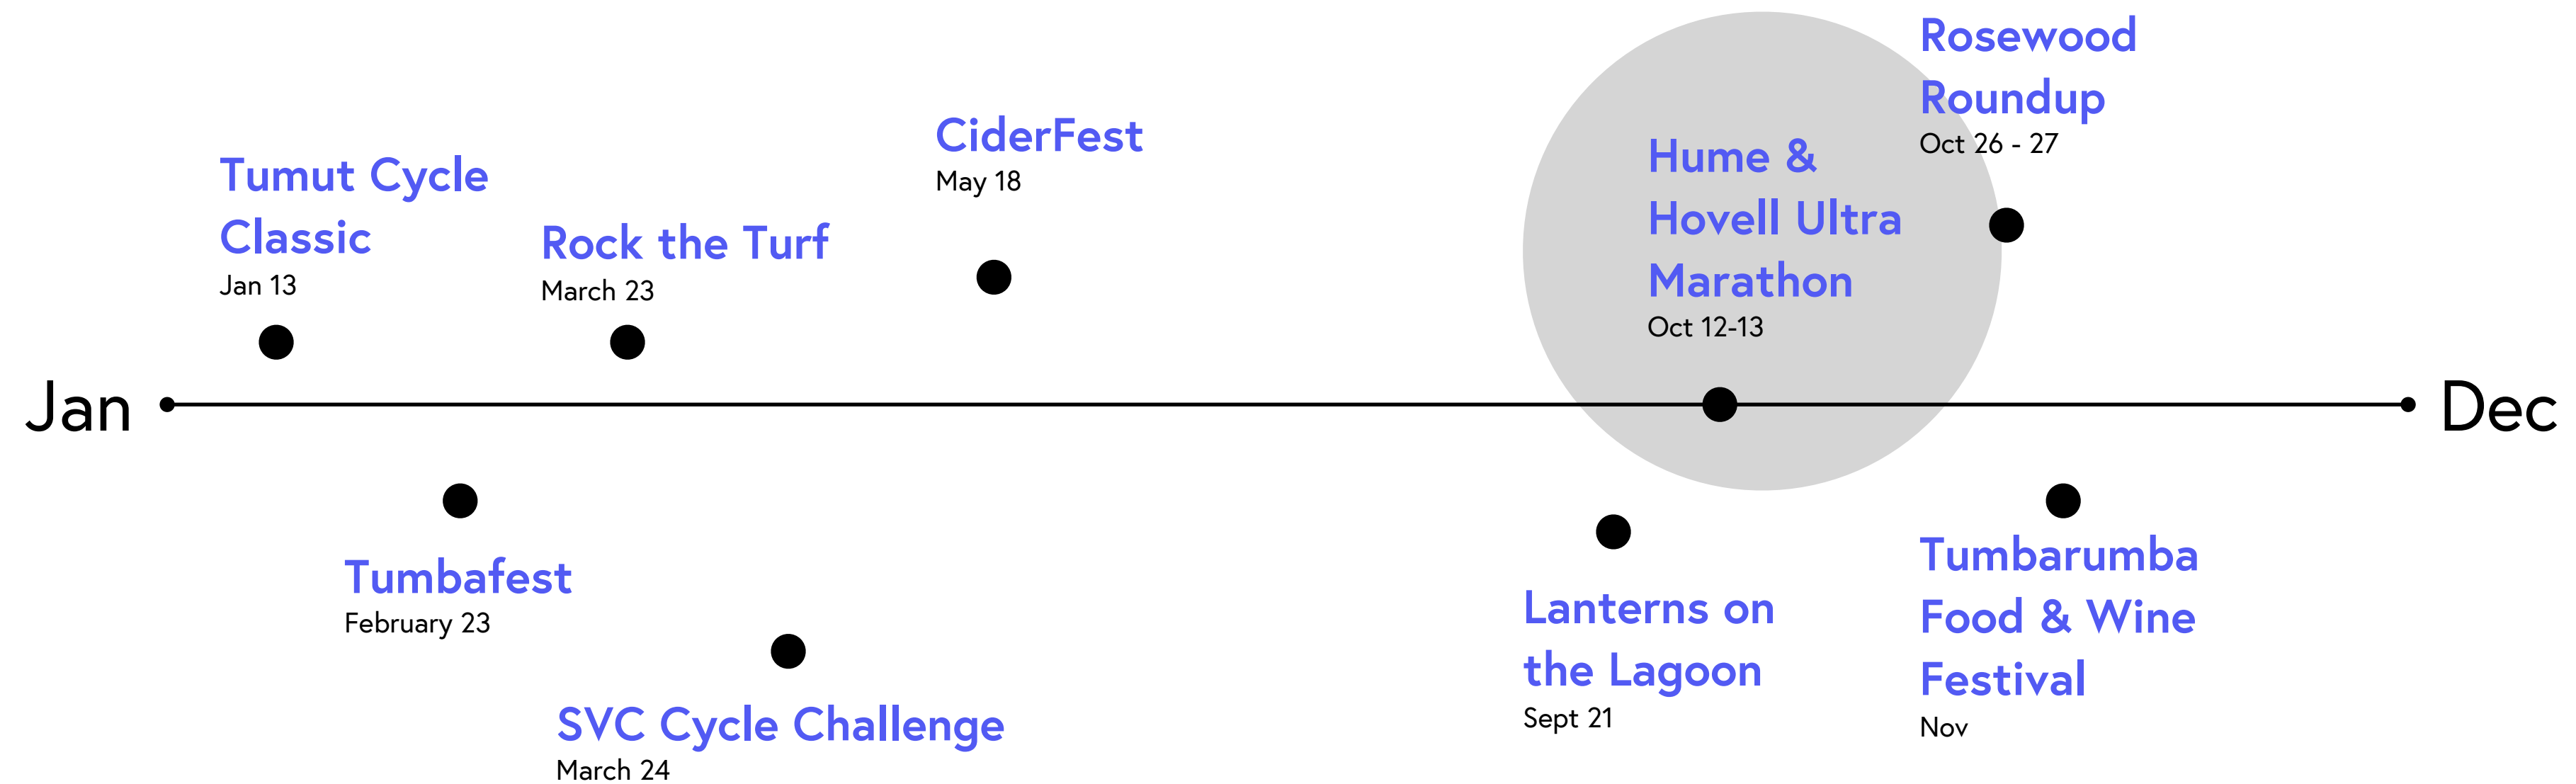 Jan
Tumut Cycle
Classic
Jan 13
Tumbafest
February 23
Rock the Turf
March 23
SVC Cycle Challenge
March 24
CiderFest
May 18
Lanterns on
the Lagoon
Sept 21
Hume &
Hovell Ultra
Marathon
Oct 12-13
Rosewood
Roundup
Oct 26 - 27
Tumbarumba
Food & Wine
Festival
Nov
Dec